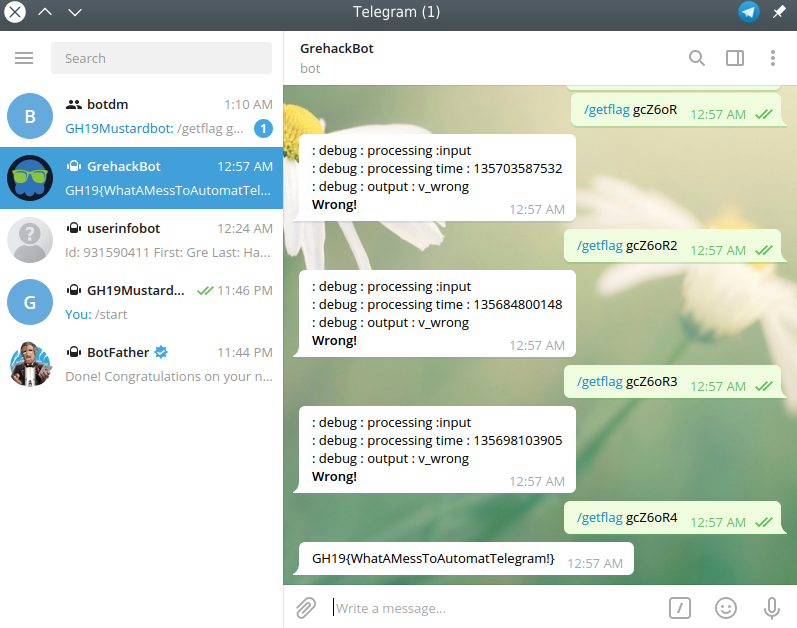 Telegram (1)
Search
B
botdm
1:10 AM
GH19Mustardbot: /getflag g...
1
GrehackBot
12:57 AM
GH19{WhatAMessToAutomatTel...
userinfobot
12:24 AM
Id: 931590411 First: Gre Last: Ha...
G
GH19Mustard...
11:46 PM
You: /start
BotFather
11:44 PM
Done! Congratulations on your n...
GrehackBot
bot
/getflag gcZ6oR
12:57 AM
: debug : processing :input
: debug : processing time : 135703587532
: debug : output : v_wrong
Wrong!
12:57 AM
/getflag gcZ6oR2
12:57 AM
: debug : processing :input
: debug : processing time : 135684800148
: debug : output : v_wrong
Wrong!
12:57 AM
/getflag gcZ6oR3
12:57 AM
: debug : processing :input
: debug : processing time : 135698103905
: debug : output : v_wrong
Wrong!
12:57 AM
/getflag gcZ6oR4
12:57 AM
GH19{WhatAMessToAutomatTelegram!}
12:57 AM
Write a message...